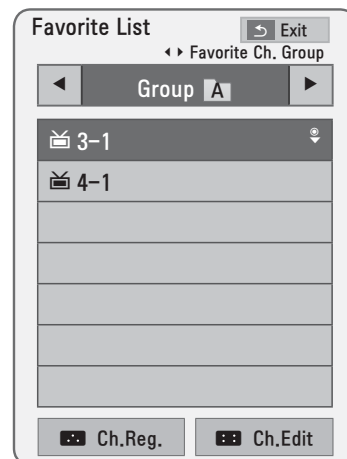 Favorite List
Exit
Favorite Ch. Group
Group A
3-1
4-1
Ch.Reg.
Ch.Edit